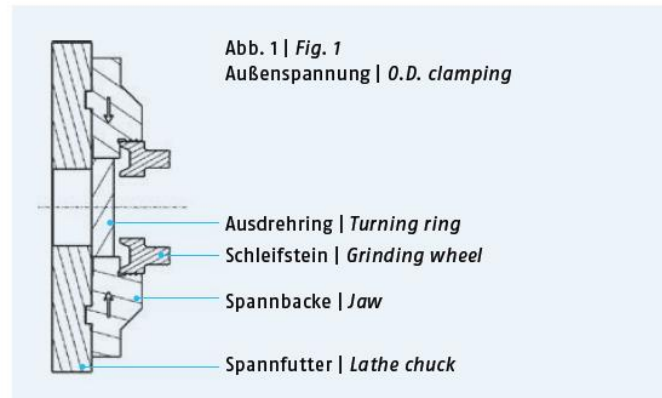 Abb. 1 | Fig. 1
Außenspannung | O.D. clamping
Ausdrehring | Turning ring
Schleifstein | Grinding wheel
Spannbacke | Jaw
Spannfutter | Lathe chuck